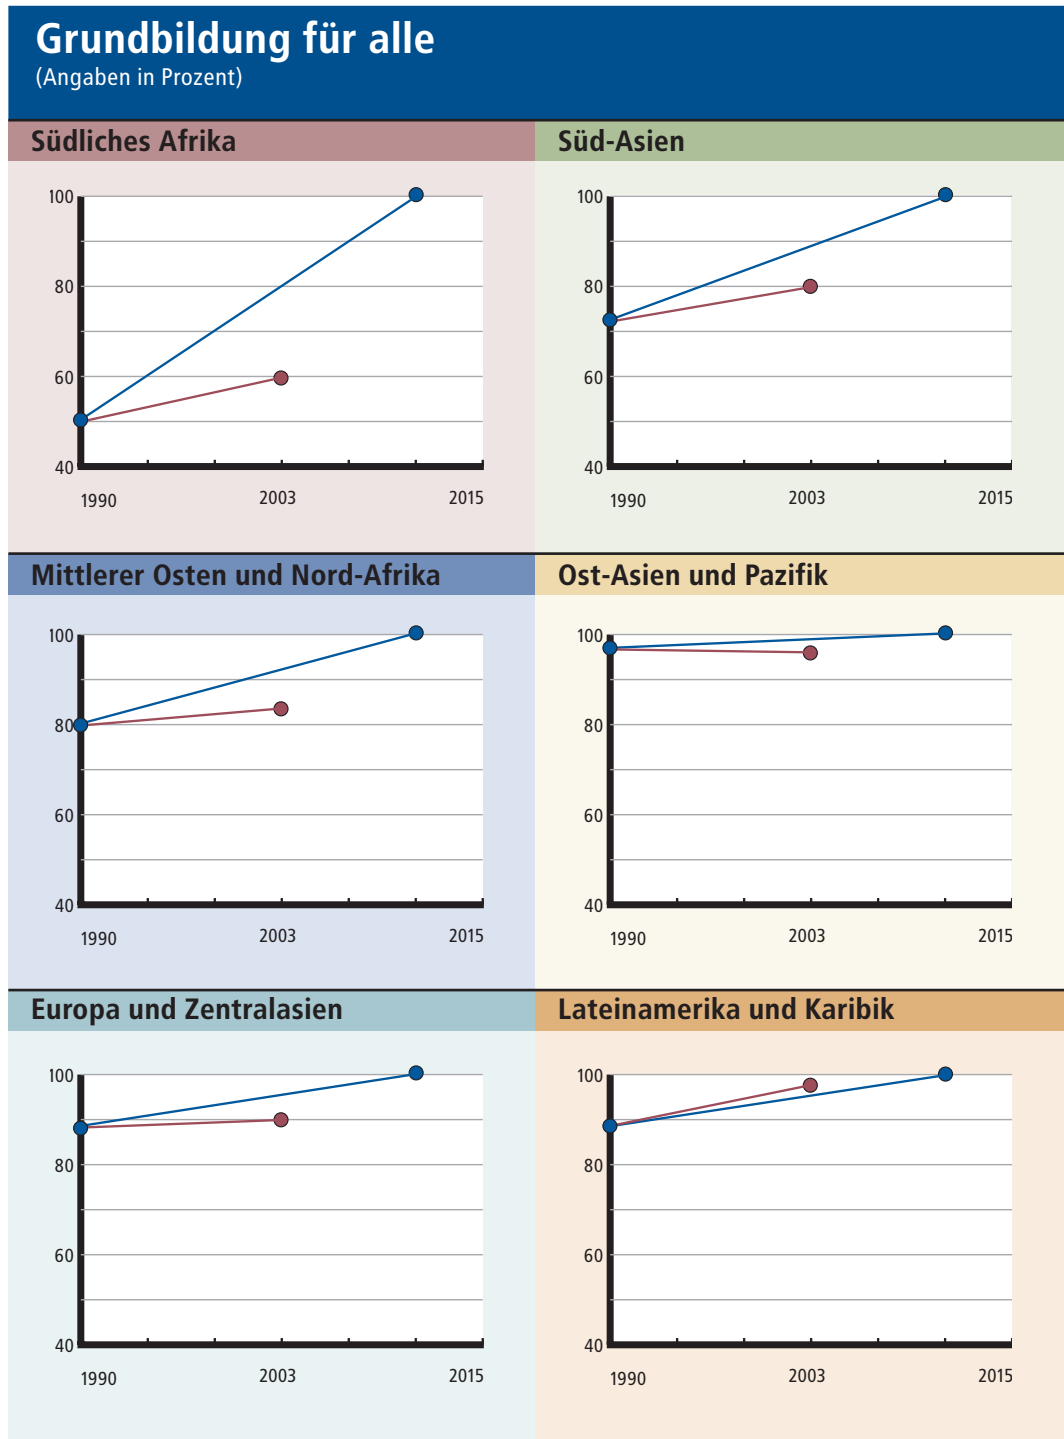 Grundbildung für alle
(Angaben in Prozent)
Südliches Afrika
100
80
60
40
1990 2003 2015
Süd-Asien
100
80
60
40
1990 2003 2015
Mittlerer Osten und Nord-Afrika
100
80
60
40
1990 2003 2015
Ost-Asien und Pazifik
100
80
60
40
1990 2003 2015
Europa und Zentralasien
100
80
60
40
1990 2003 2015
Lateinamerika und Karibik
100
80
60
40
1990 2003 2015